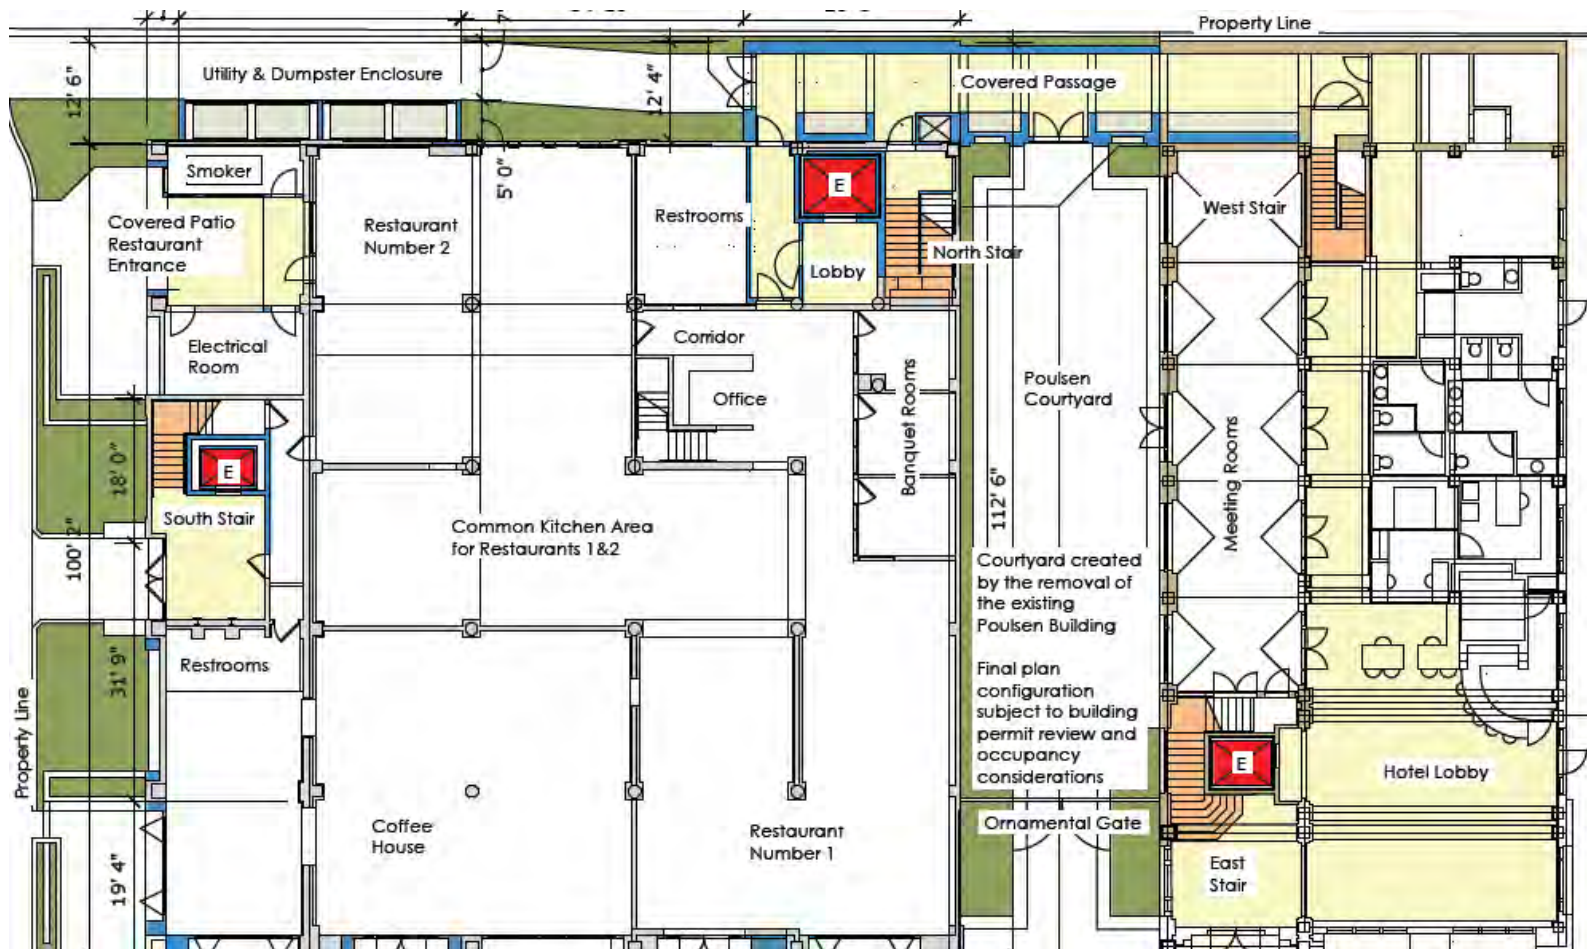 Property Line
Utility & Dumpster Enclosure
12' 6"
12' 4"
Covered Passage
Smoker
5' 0"
E
Covered Patio
Restaurant
Entrance
Restaurant
Number 2
Restrooms
Lobby
North Stair
West Stair
Electrical
Room
Corridor
Office
Banquet Rooms
Poulsen
Courtyard
Meeting Rooms
18' 0"
E
South Stair
100' 2"
Common Kitchen Area
for Restaurants 1&2
112' 6"
Courtyard created
by the removal of
the existing
Poulsen Building
Final plan
configuration
subject to building
permit review and
occupancy
considerations
Restrooms
31' 9"
Property Line
E
Hotel Lobby
Coffee
House
Restaurant
Number 1
Ornamental Gate
19' 4"
East
Stair